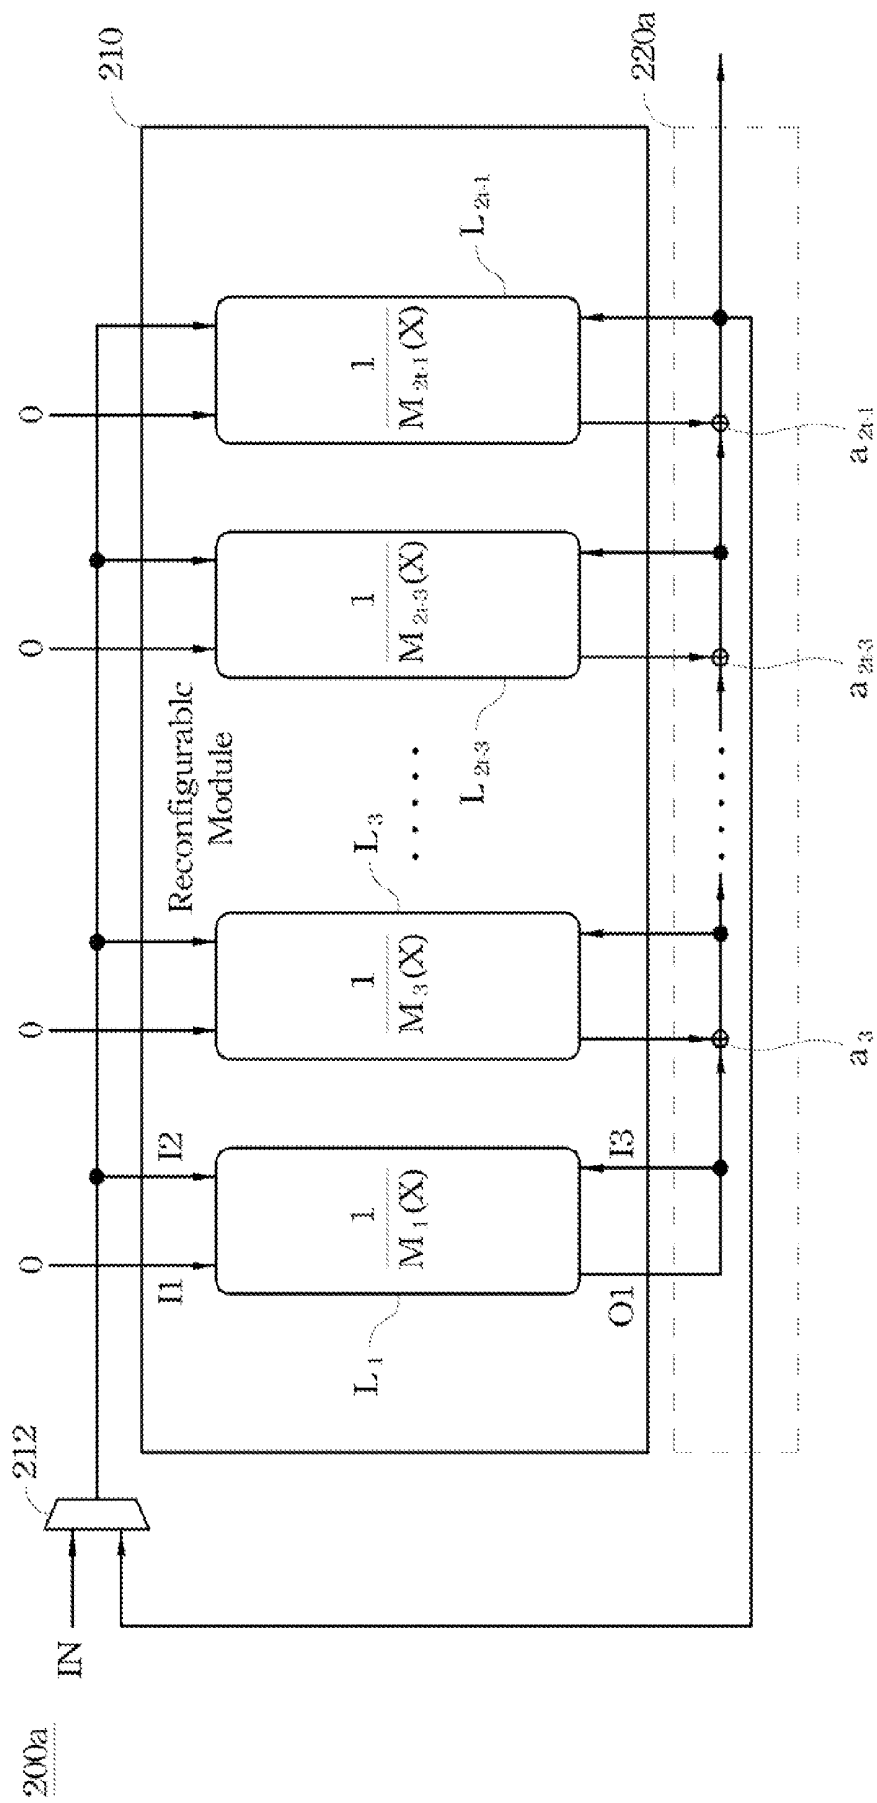 200a
IN
212
210
220a
0
0
0
0
I1
I2
Reconfigurable
Module
1
M1(X)
1
M3(X)
1
M2t-3(X)
1
M2t-1(X)
L1
L3
L2t-3
L2t-1
......
O1
I3
......
a3
a2t-3
a2t-1